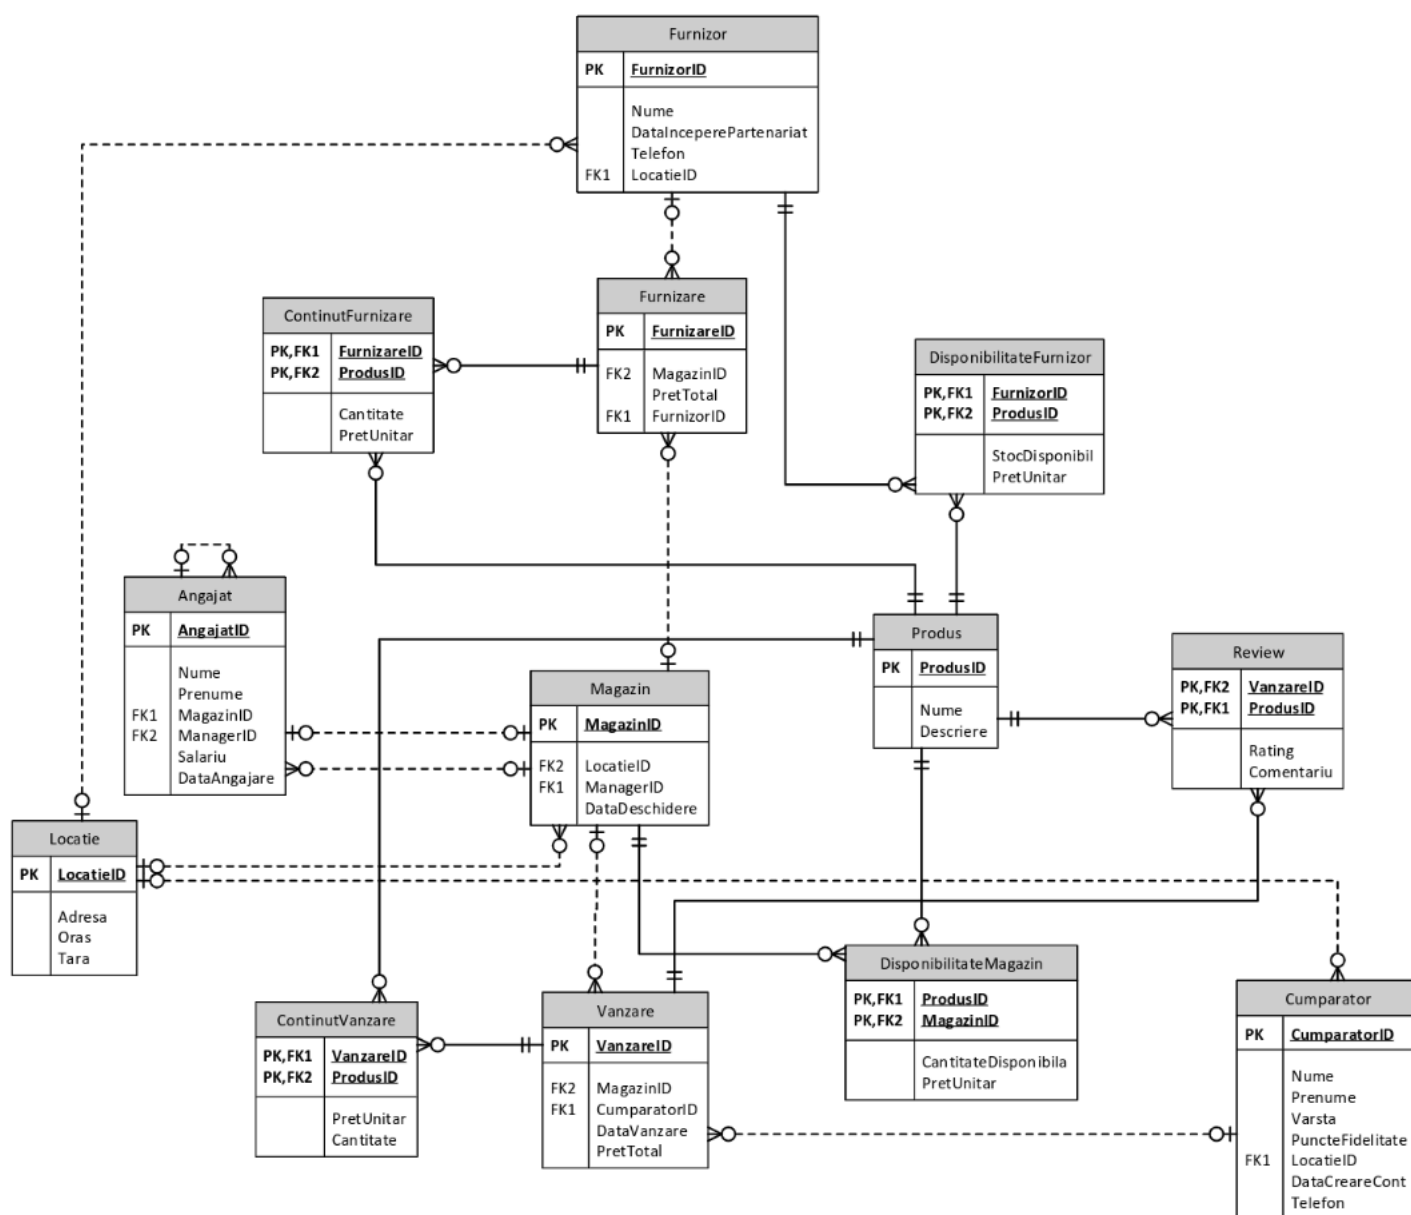 Furnizor
PK FurnizorID
Nume
DataInceperePartenariat
Telefon
FK1 LocatieID
ContinutFurnizare
PK,FK1 FurnizareID
PK,FK2 ProdusID
Cantitate
PretUnitar
Furnizare
PK FurnizareID
FK2 MagazinID
PretTotal
FK1 FurnizorID
DisponibilitateFurnizor
PK,FK1 FurnizorID
PK,FK2 ProdusID
StocDisponibil
PretUnitar
Angajat
PK AngajatID
Nume
Prenume
FK1 MagazinID
FK2 ManagerID
Salariu
DataAngajare
Magazin
PK MagazinID
FK2 LocatieID
FK1 ManagerID
DataDeschidere
Produs
PK ProdusID
Nume
Descriere
Review
PK,FK2 VanzareID
PK,FK1 ProdusID
Rating
Comentariu
Locatie
PK LocatieID
Adresa
Oras
Tara
ContinutVanzare
PK,FK1 VanzareID
PK,FK2 ProdusID
PretUnitar
Cantitate
Vanzare
PK VanzareID
FK2 MagazinID
FK1 CumparatorID
DataVanzare
PretTotal
DisponibilitateMagazin
PK,FK1 ProdusID
PK,FK2 MagazinID
CantitateDisponibila
PretUnitar
Cumparator
PK CumparatorID
Nume
Prenume
Varsta
PuncteFidelitate
FK1 LocatieID
DataCreareCont
Telefon